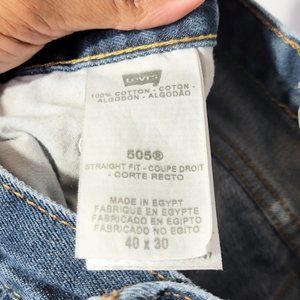 Levi's
100% COTTON - COTON -
ALGODON - ALGODÃO
505®
STRAIGHT FIT - COUPE DROIT
- CORTE RECTO
MADE IN EGYPT
FABRIQUE EN EGYPTE
FABRICADO EN EGIPTO
FABRICADO NO EGITO
40 x 30